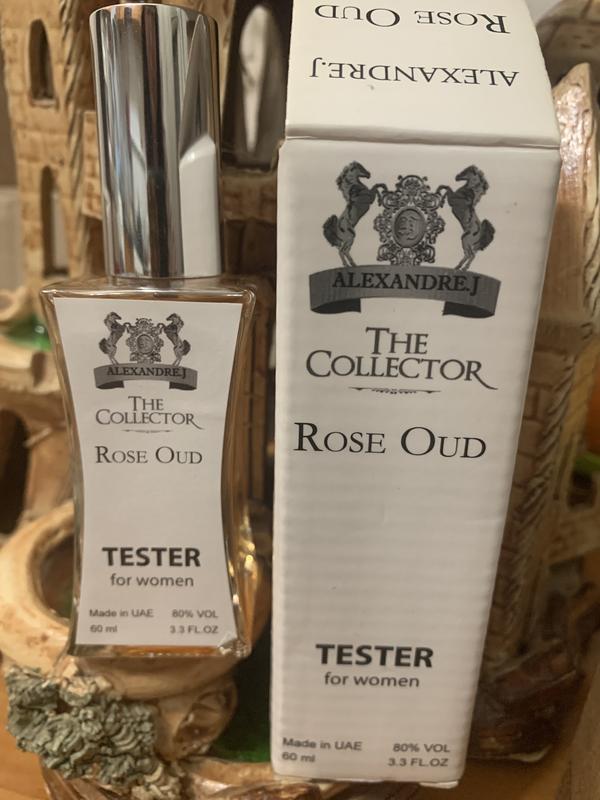 ROSE OUD
ALEXANDRE.J
ALEXANDRE.J
THE
COLLECTOR
ROSE OUD
TESTER
for women
Made in UAE 80% VOL
60 ml 3.3 FL.OZ
ALEXANDRE.J
THE
COLLECTOR
ROSE OUD
TESTER
for women
Made in UAE 80% VOL
60 ml 3.3 FL.OZ